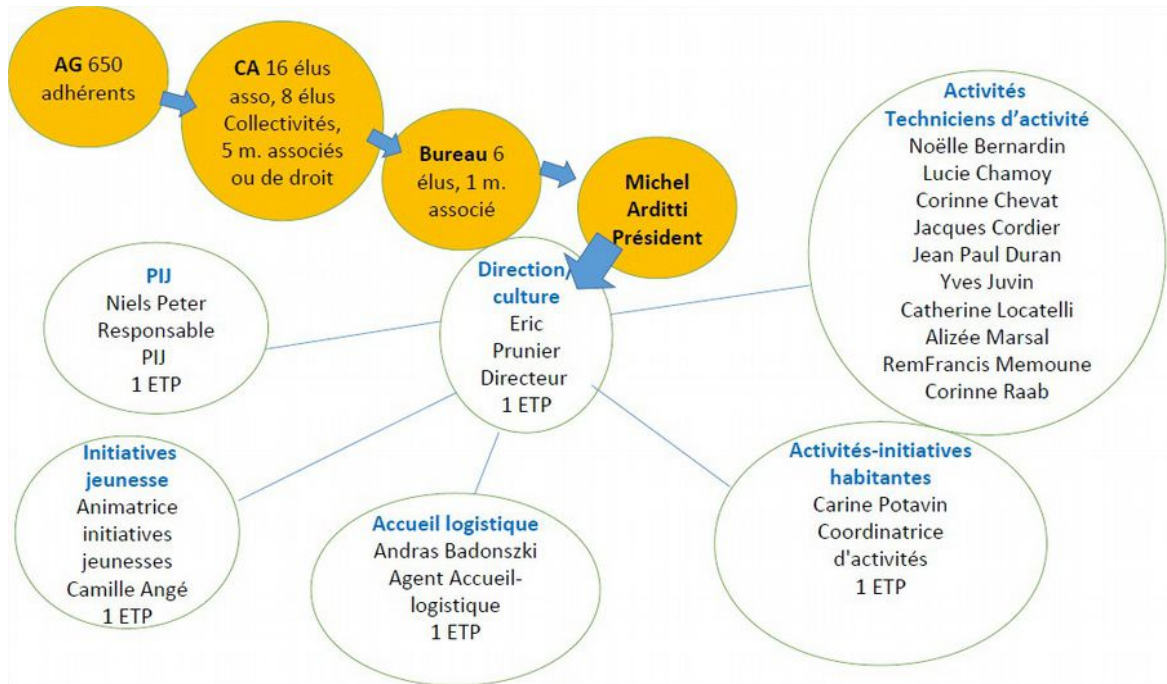 AG 650
adhérents
CA 16 élus
asso, 8 élus
Collectivités,
5 m. associés
ou de droit
Bureau 6
élus, 1 m.
associé
Michel
Arditti
Président
Activités
Techniciens d'activité
Noëlle Bernardin
Lucie Chamoy
Corinne Chevat
Jacques Cordier
Jean Paul Duran
Yves Juvin
Catherine Locatelli
Alizée Marsal
RemFrancis Memoune
Corinne Raab
PIJ
Niels Peter
Responsable
PIJ
1 ETP
Direction,
culture
Eric
Prunier
Directeur
1 ETP
Initiatives
jeunesse
Animatrice
initiatives
jeunesses
Camille Angé
1 ETP
Accueil logistique
Andras Badonszki
Agent Accueil-
logistique
1 ETP
Activités-initiatives
habitantes
Carine Potavin
Coordinatrice
d'activités
1 ETP